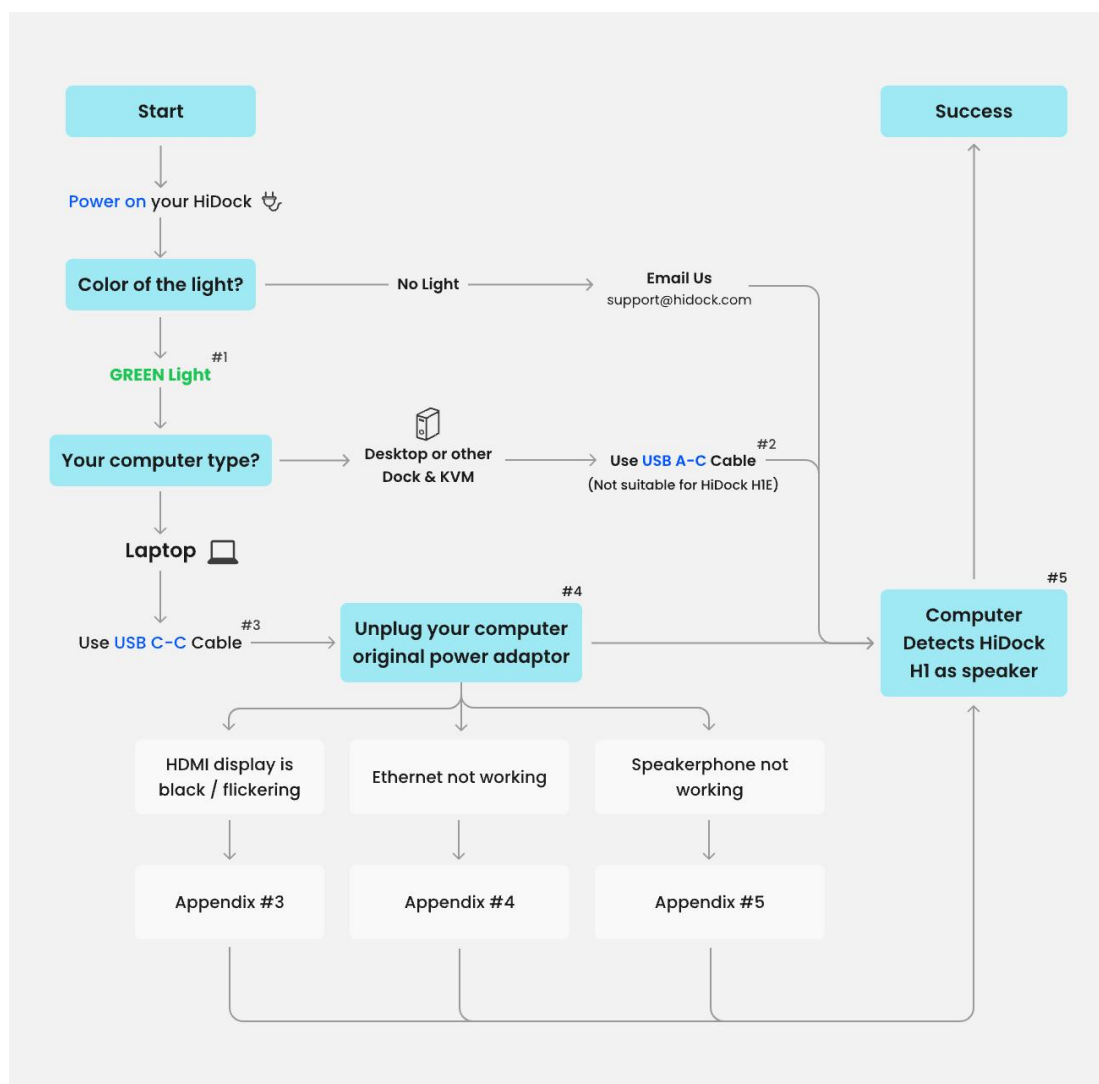 Start
Success
Power on your HiDock
Color of the light?
No Light
Email Us
support@hidock.com
#1
GREEN Light
Your computer type?
Desktop or other
Dock & KVM
#2
Use USB A-C Cable
(Not suitable for HiDock H1E)
Laptop
#3
Use USB C-C Cable
#4
Unplug your computer
original power adaptor
#5
Computer
Detects HiDock
H1 as speaker
HDMI display is
black / flickering
Ethernet not working
Speakerphone not
working
Appendix #3
Appendix #4
Appendix #5